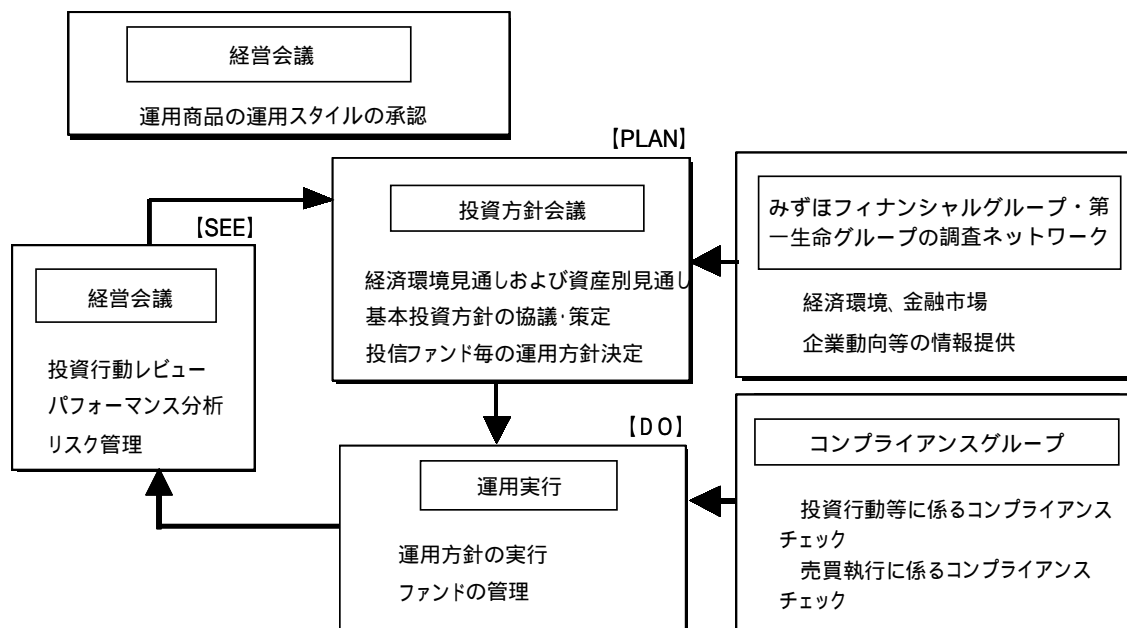 経営会議
運用商品の運用スタイルの承認
【PLAN】
投資方針会議
経済環境見通しおよび資産別見通し
基本投資方針の協議･策定
投信ファンド毎の運用方針決定
みずほフィナンシャルグループ・第
一生命グループの調査ネットワーク
経済環境、金融市場
企業動向等の情報提供
【SEE】
経営会議
投資行動レビュー
パフォーマンス分析
リスク管理
【DO】
運用実行
運用方針の実行
ファンドの管理
コンプライアンスグループ
投資行動等に係るコンプライアンス
チェック
売買執行に係るコンプライアンス
チェック